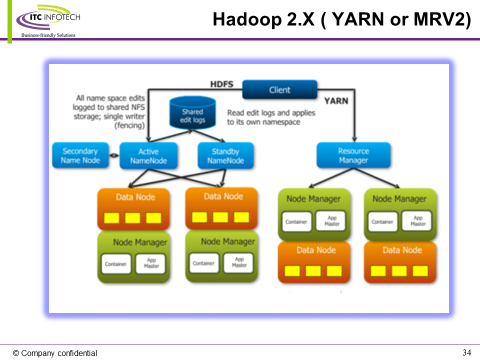 ITC INFOTECH
Business-friendly Solutions
Hadoop 2.X ( YARN or MRV2)
HDFS
Client
YARN
All name space edits
logged to shared NFS
storage; single writer
(fencing)
Shared
edit logs
Read edit logs and applies
to its own namespace
Secondary
Name Node
Active
NameNode
Standby
NameNode
Resource
Manager
Data Node
Data Node
Node Manager
Container
App
Master
Node Manager
Container
App
Master
Node Manager
Container
App
Master
Node Manager
Container
App
Master
Data Node
Data Node
© Company confidential
34